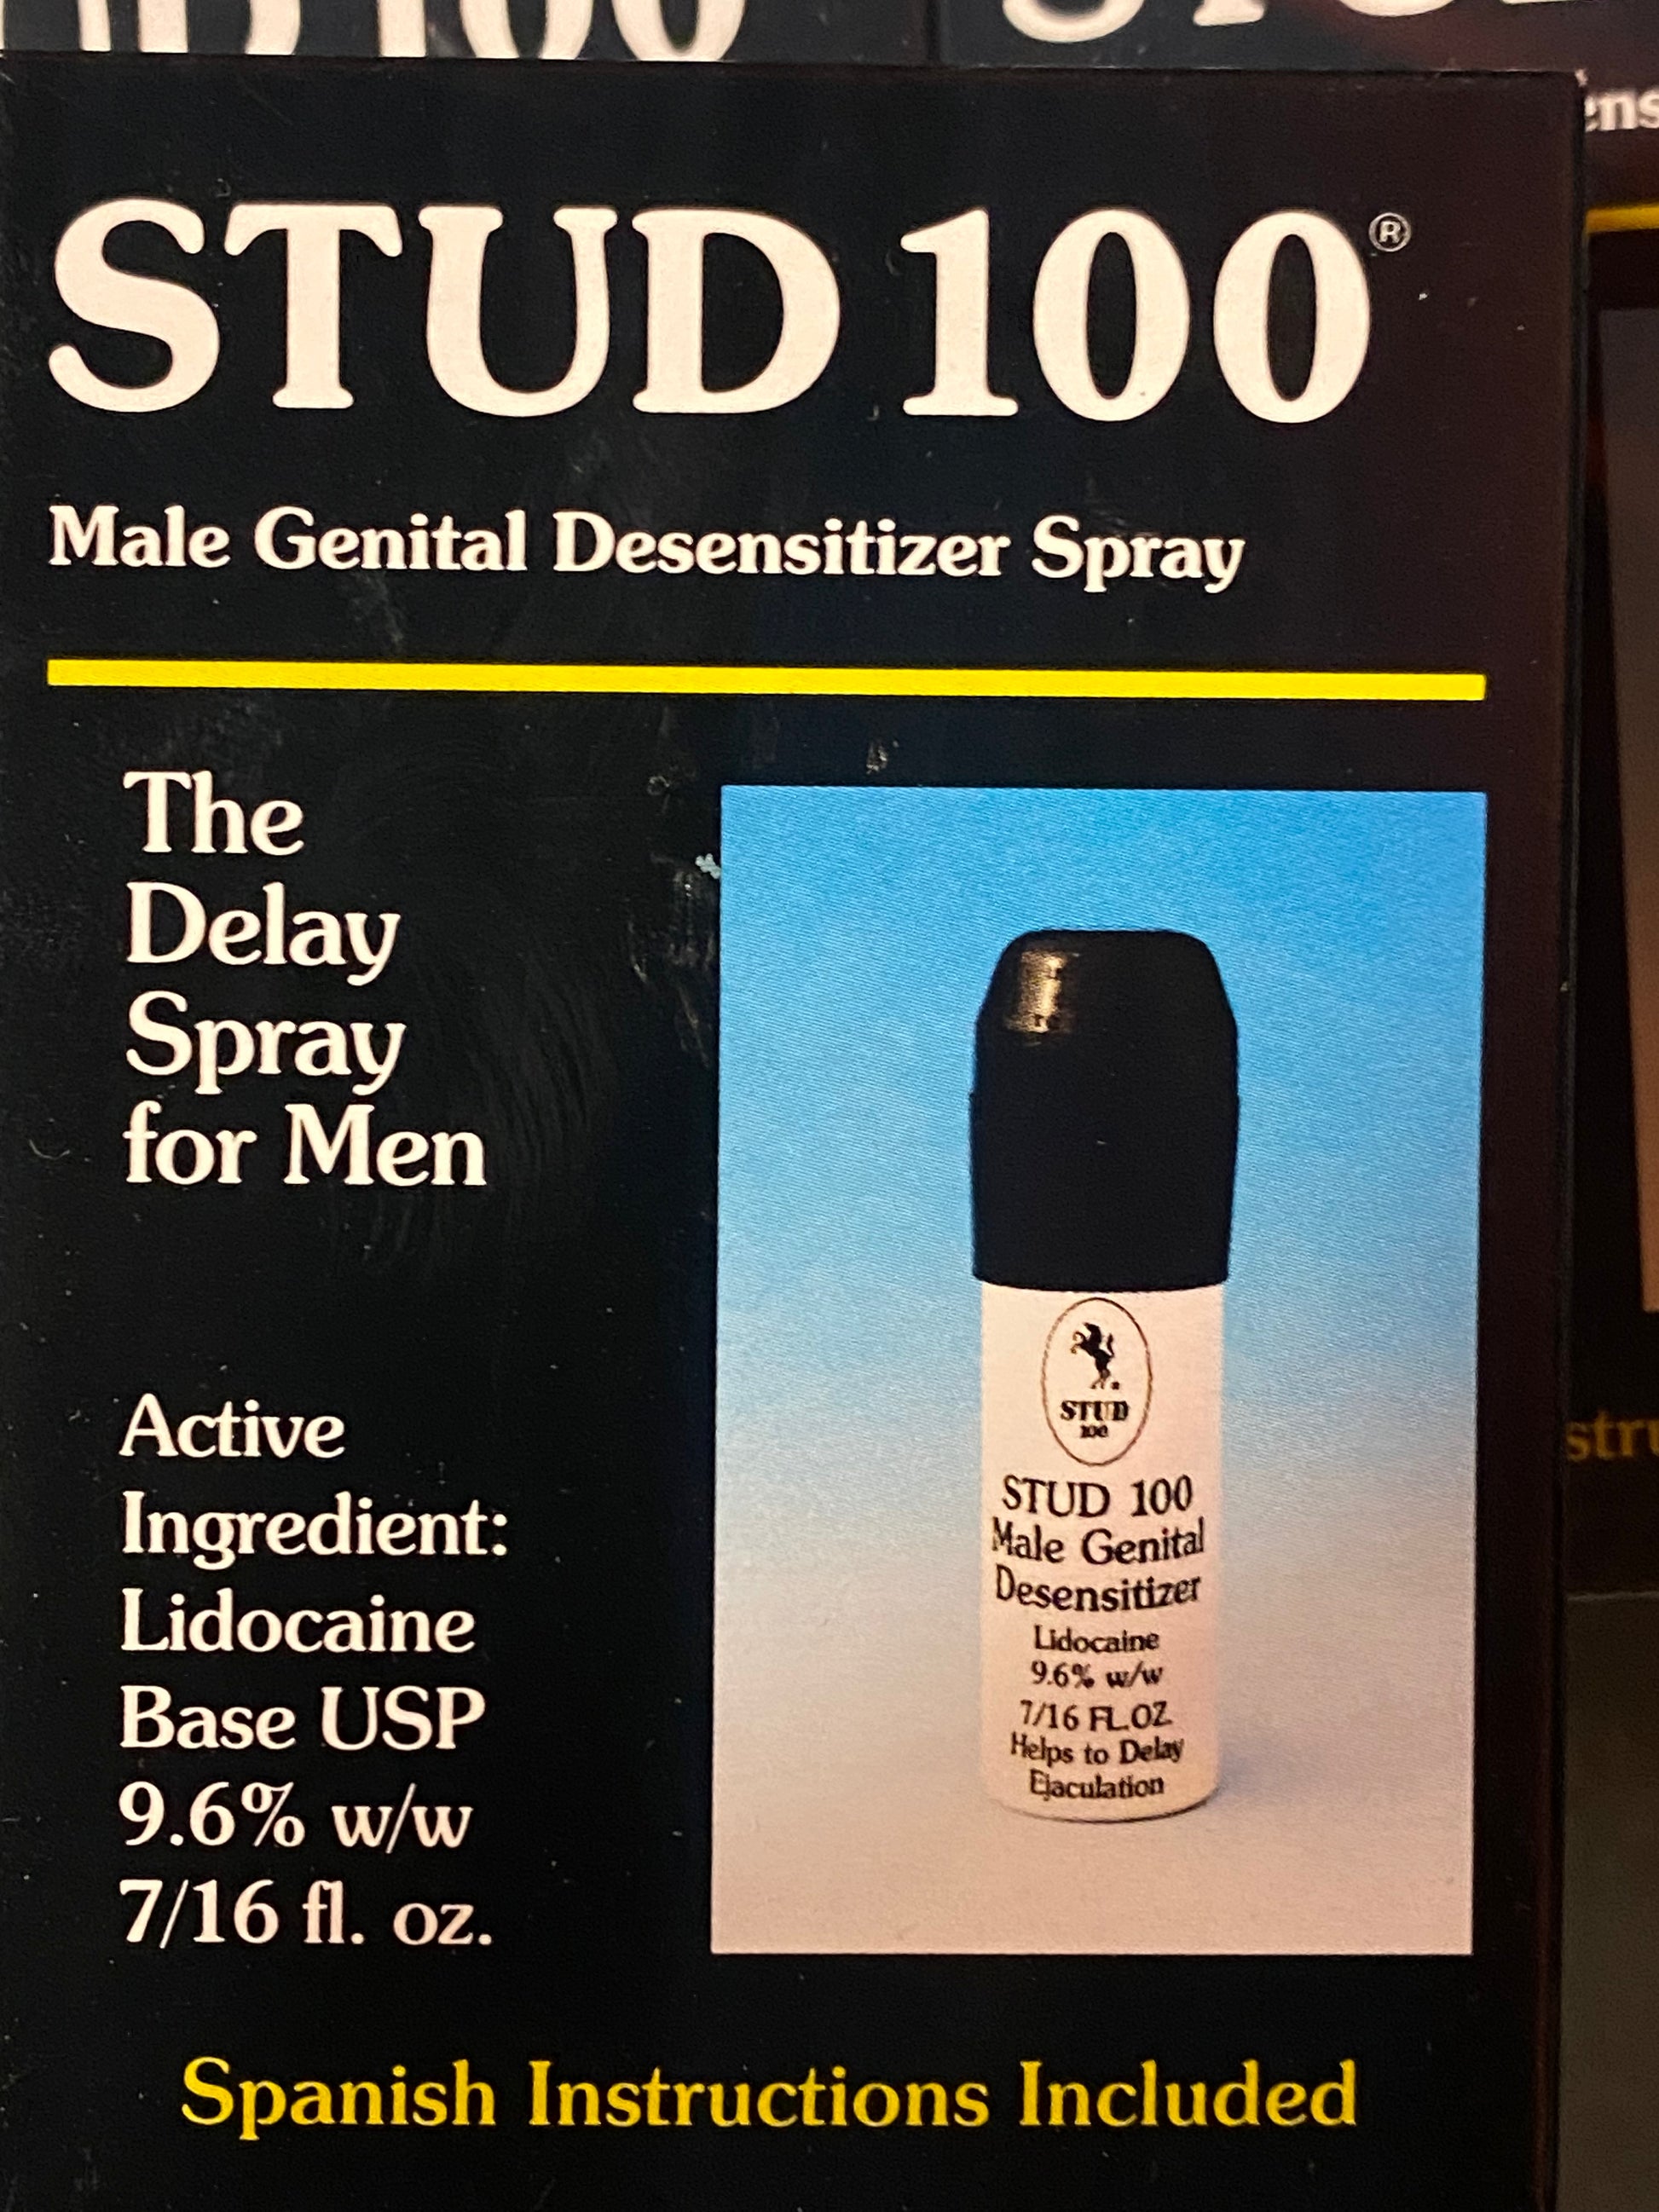 STUD 100®
Male Genital Desensitizer Spray
The
Delay
Spray
for Men
Active
Ingredient:
Lidocaine
Base USP
9.6% w/w
7/16 fl. oz.
STUD
100
STUD 100
Male Genital
Desensitizer
Lidocaine
9.6% w/w
7/16 FL.OZ
Helps to Delay
Ejaculation
Spanish Instructions Included